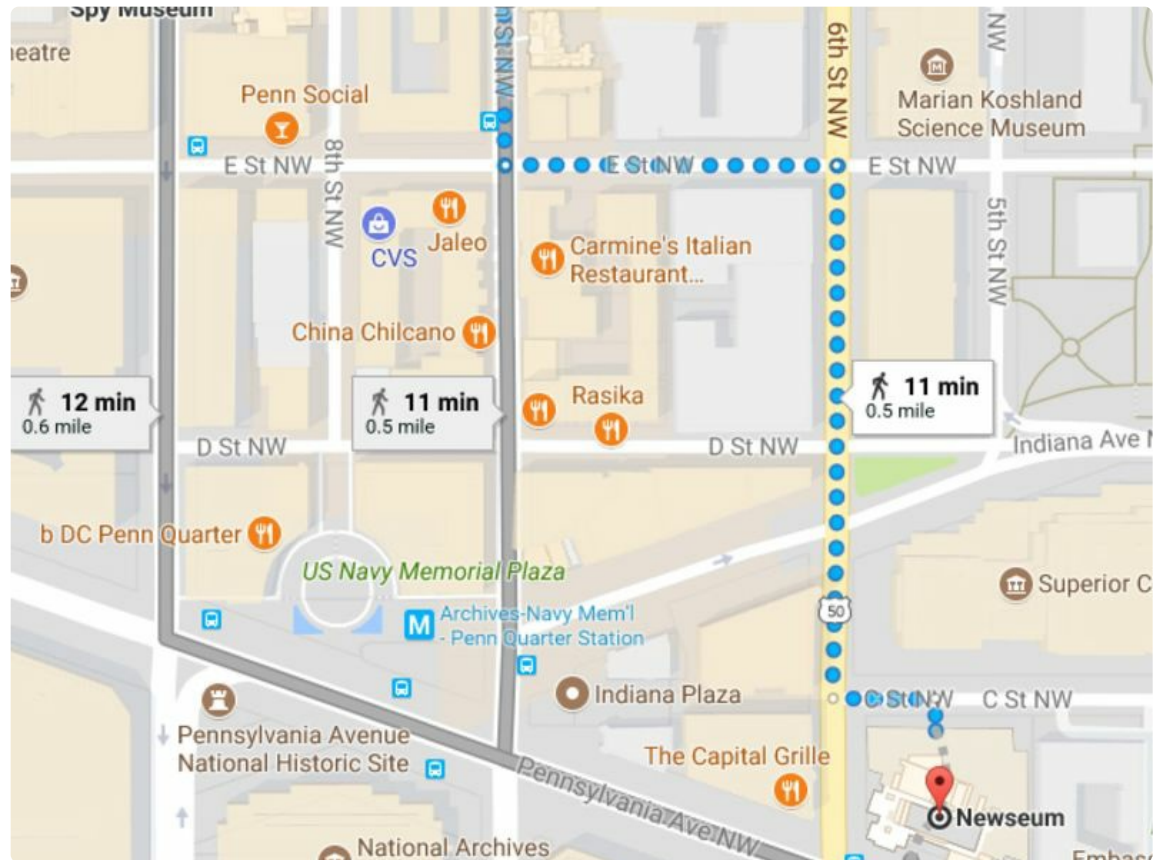 Spy Museum
eatre
St NW
6th St NW
NW
Marian Koshland
Science Museum
Penn Social
E St NW
8th St NW
E St NW
E St NW
5th St NW
CVS
Jaleo
Carmine's Italian
Restaurant...
China Chilcano
12 min
0.6 mile
11 min
0.5 mile
Rasika
11 min
0.5 mile
D St NW
D St NW
Indiana Ave N
b DC Penn Quarter
US Navy Memorial Plaza
M
Archives-Navy Mem'l
- Penn Quarter Station
50
Superior C
Indiana Plaza
C St NW
C St NW
Pennsylvania Avenue
National Historic Site
The Capital Grille
Pennsylvania Ave NW
Newseum
National Archives
Embas